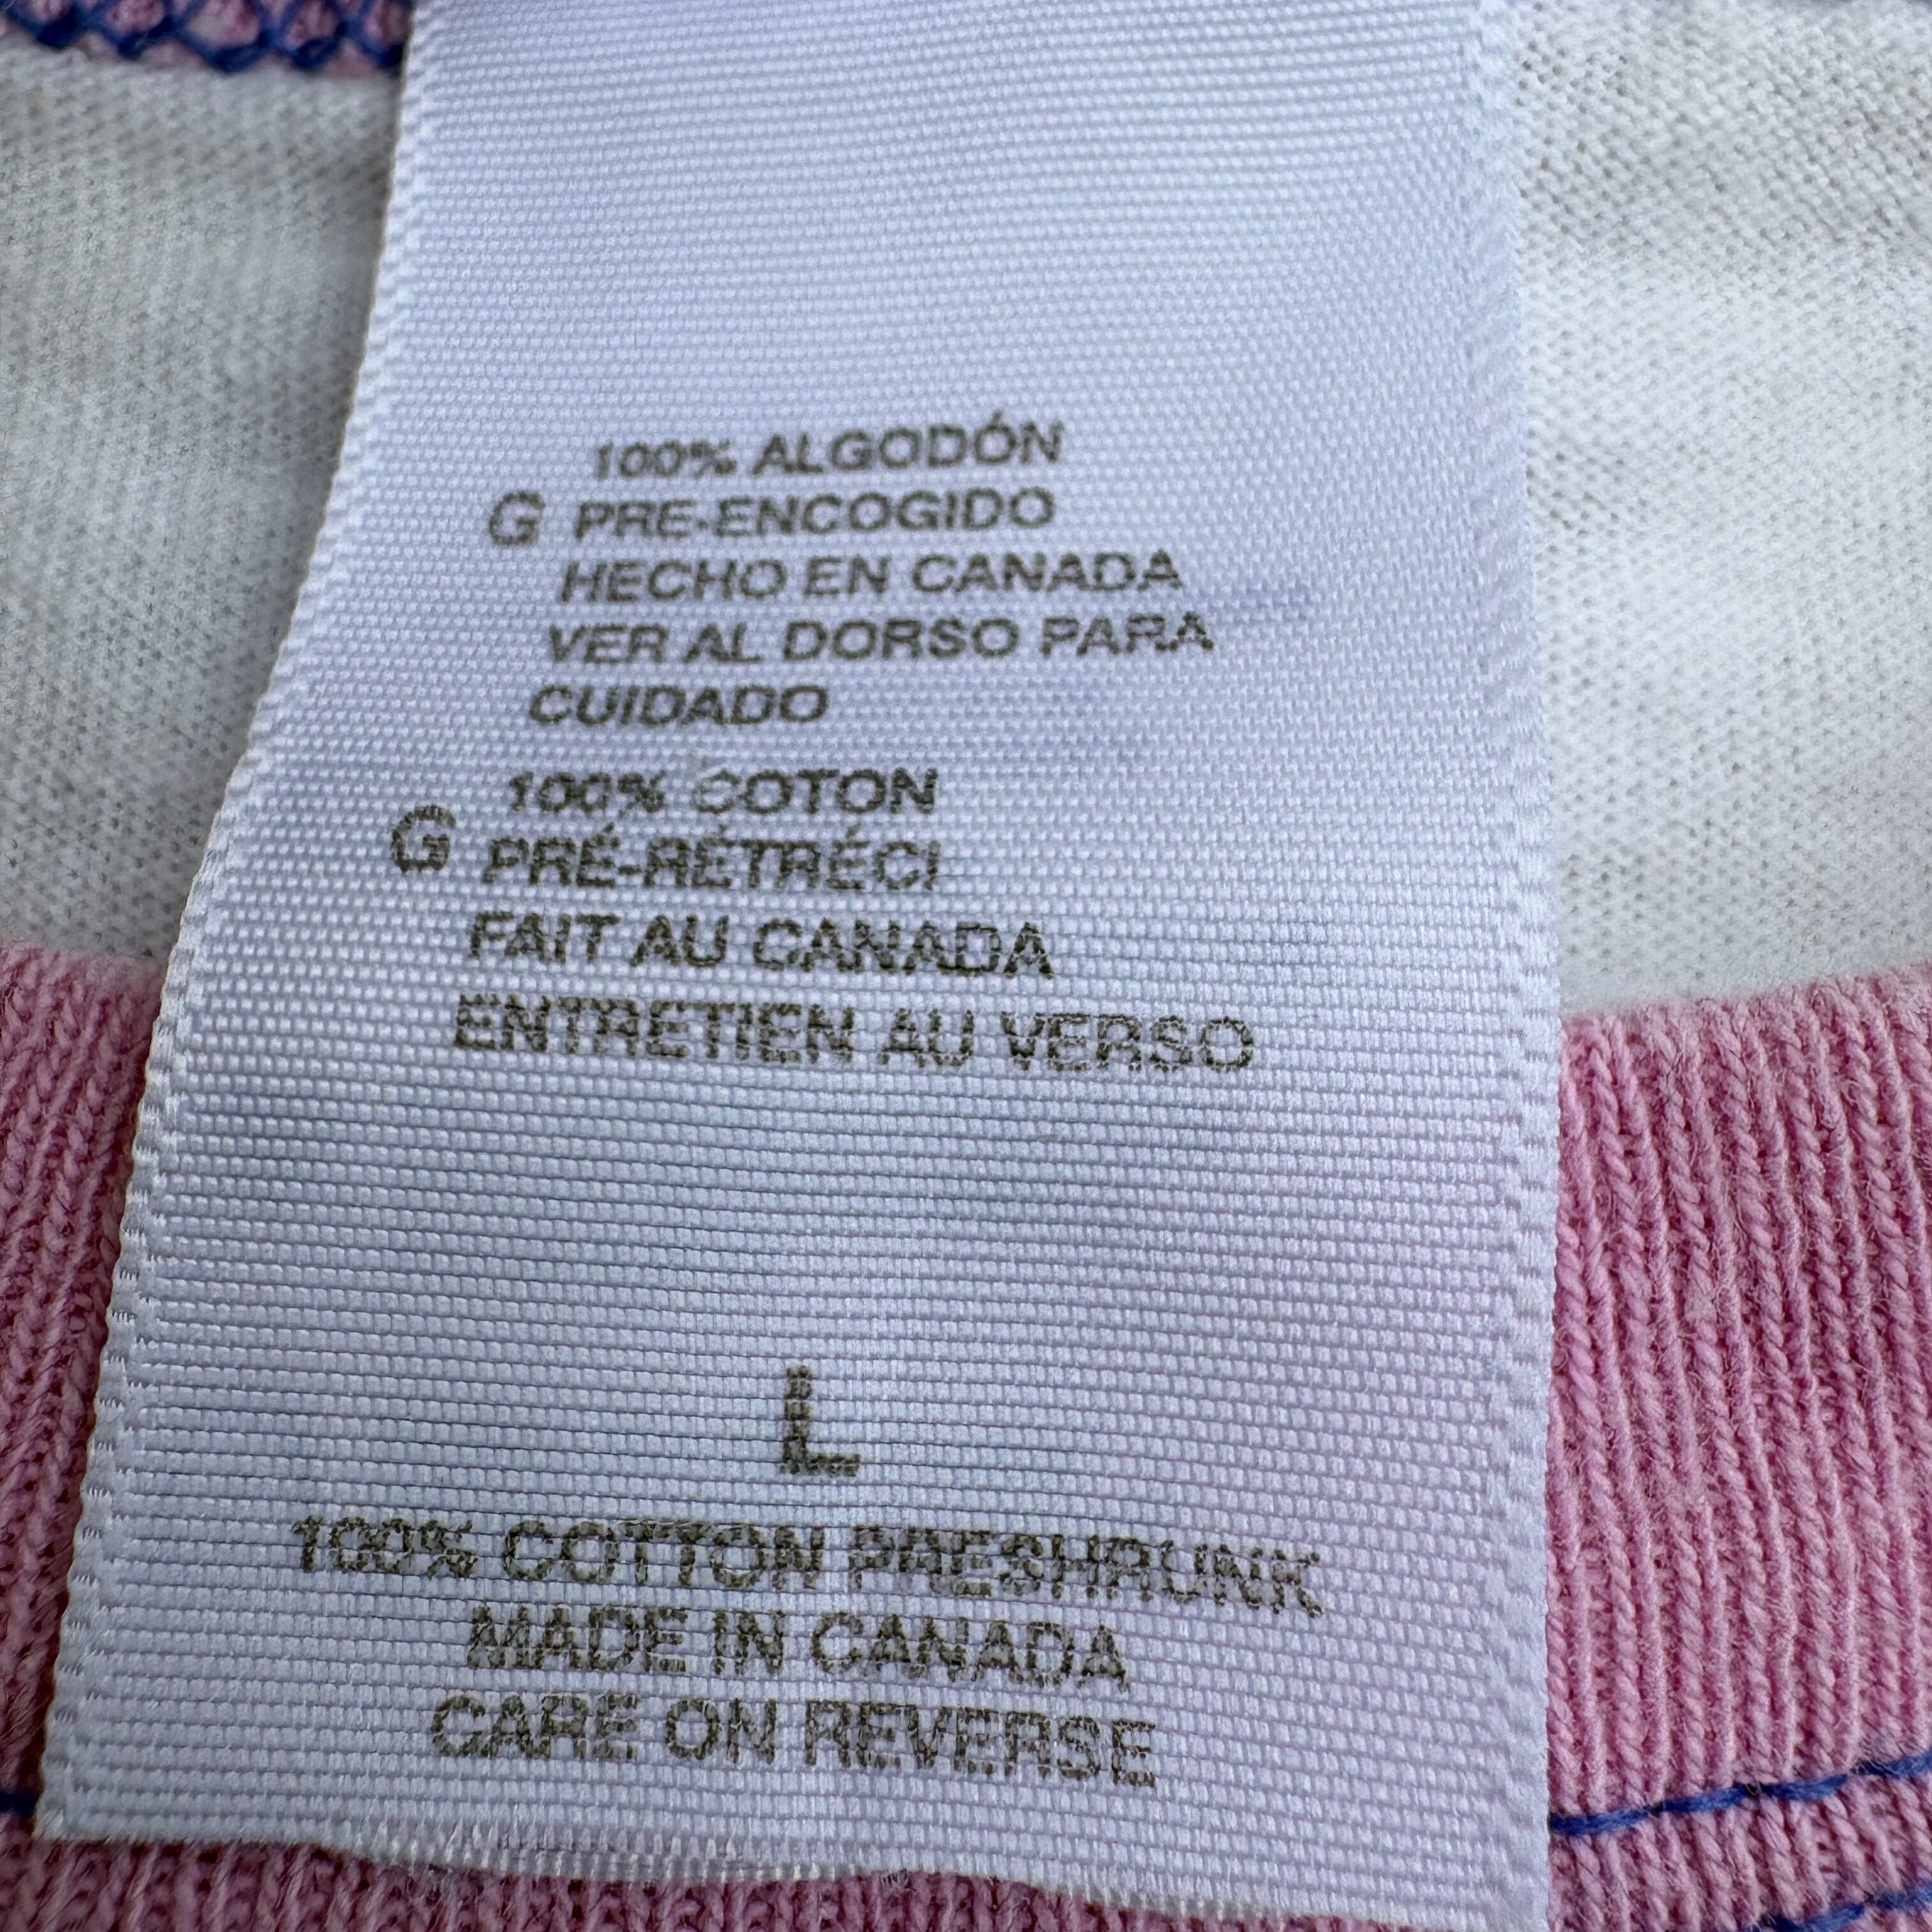 100% ALGODÓN
G PRE-ENCOGIDO
HECHO EN CANADA
VER AL DORSO PARA
CUIDADO
100% COTON
G PRÉ-RÉTRÉCI
FAIT AU CANADA
ENTRETIEN AU VERSO
L
100% COTTON PRESHRUNK
MADE IN CANADA
CARE ON REVERSE